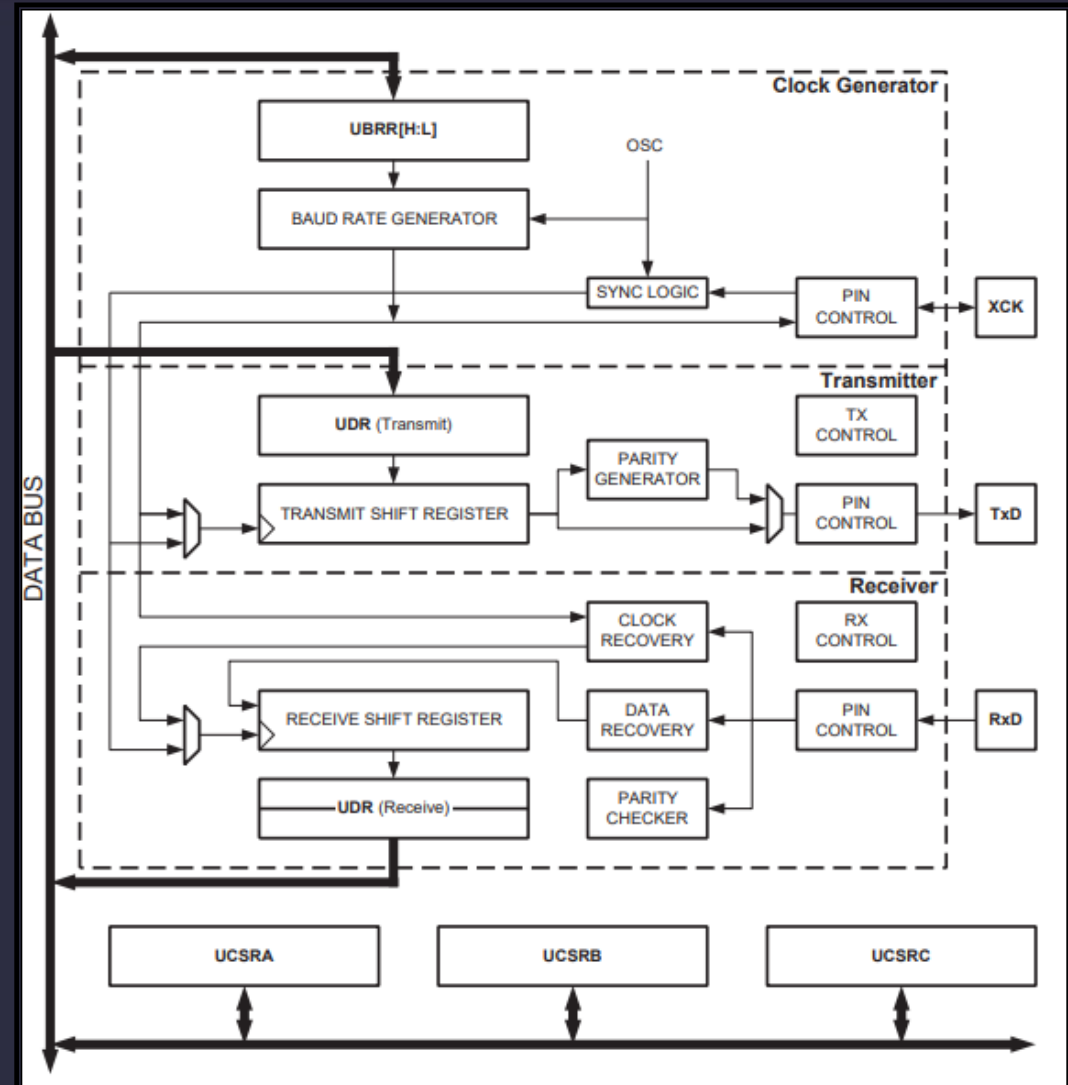 Clock Generator
UBRR[H:L]
OSC
BAUD RATE GENERATOR
SYNC LOGIC
PIN
CONTROL
XCK
DATA BUS
Transmitter
UDR (Transmit)
TX
CONTROL
PARITY
GENERATOR
TRANSMIT SHIFT REGISTER
PIN
CONTROL
TxD
Receiver
CLOCK
RECOVERY
RX
CONTROL
RECEIVE SHIFT REGISTER
DATA
RECOVERY
PIN
CONTROL
RxD
UDR (Receive)
PARITY
CHECKER
UCSRA
UCSRB
UCSRC